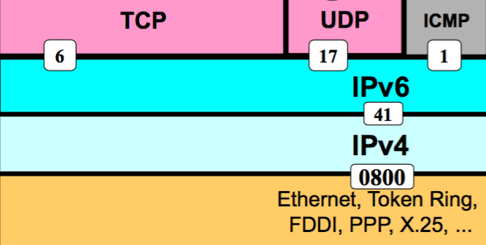 TCP UDP ICMP
6 17 1
IPv6
41
IPv4
0800
Ethernet, Token Ring,
FDDI, PPP, X.25, ...